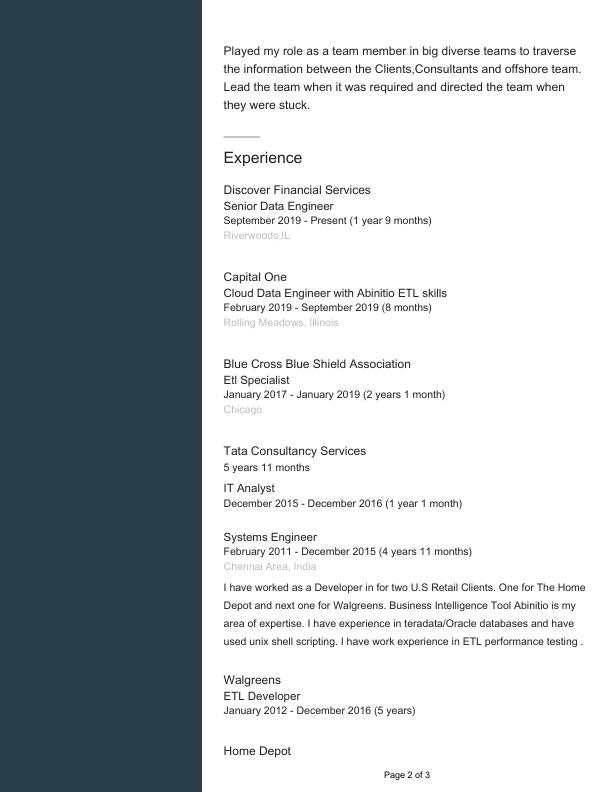 Played my role as a team member in big diverse teams to traverse
the information between the Clients,Consultants and offshore team.
Lead the team when it was required and directed the team when
they were stuck.
Experience
Discover Financial Services
Senior Data Engineer
September 2019 - Present (1 year 9 months)
Riverwoods,IL
Capital One
Cloud Data Engineer with Abinitio ETL skills
February 2019 - September 2019 (8 months)
Rolling Meadows, Illinois
Blue Cross Blue Shield Association
Etl Specialist
January 2017 - January 2019 (2 years 1 month)
Chicago
Tata Consultancy Services
5 years 11 months
IT Analyst
December 2015 - December 2016 (1 year 1 month)
Systems Engineer
February 2011 - December 2015 (4 years 11 months)
Chennai Area, India
I have worked as a Developer in for two U.S Retail Clients. One for The Home
Depot and next one for Walgreens. Business Intelligence Tool Abinitio is my
area of expertise. I have experience in teradata/Oracle databases and have
used unix shell scripting. I have work experience in ETL performance testing .
Walgreens
ETL Developer
January 2012 - December 2016 (5 years)
Home Depot
Page 2 of 3